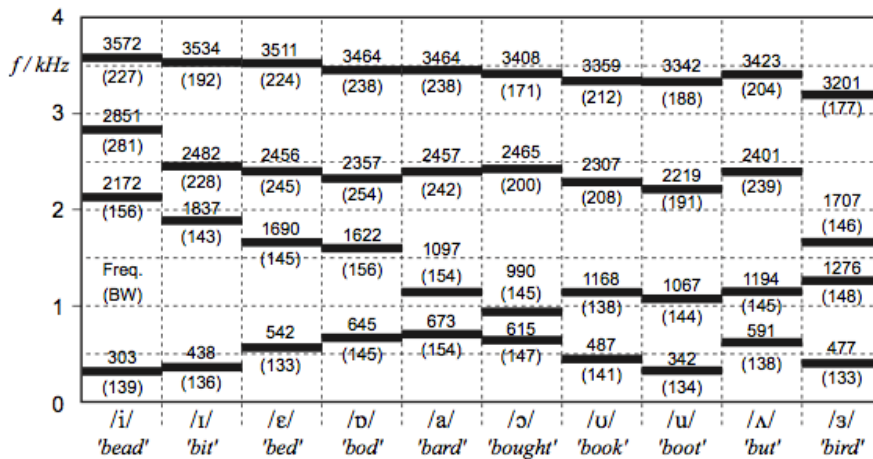 4
3572 3534 3511 3464 3464 3408 3359 3342 3423
f / kHz
(227) (192) (224) (238) (238) (171) (212) (188) (204) 3201
3 (177)
2851
(281) 2482 2456 2357 2457 2465 2307 2219 2401
(228) (245) (254) (242) (200) (208) (191) (239)
2172
2 (156) 1837 1707
(143) 1690 1622 (146)
(145) (156) 1097 990 1168 1067 1194 1276
Freq. (154) (145) (138) (144) (145) (148)
(BW)
1
542 645 673 615 487 591 477
303 438 (133) (145) (154) (147) (141) 342 (138) (133)
(139) (136) (134)
0
/i/ /ɪ/ /ɛ/ /ɒ/ /a/ /ɔ/ /ʊ/ /u/ /ʌ/ /ɜ/
'bead' 'bit' 'bed' 'bod' 'bard' 'bought' 'book' 'boot' 'but' 'bird'